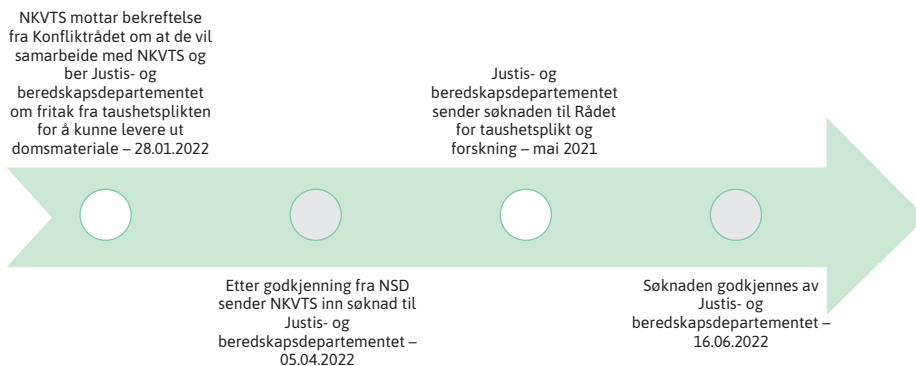 NKVTS mottar bekreftelse
fra Konfliktrådet om at de vil
samarbeide med NKVTS og
ber Justis- og
beredskapsdepartementet
om fritak fra taushetsplikten
for å kunne levere ut
domsmateriale – 28.01.2022
Etter godkjenning fra NSD
sender NKVTS inn søknad til
Justis- og
beredskapsdepartementet –
05.04.2022
Justis- og
beredskapsdepartementet
sender søknaden til Rådet
for taushetsplikt og
forskning – mai 2021
Søknaden godkjennes av
Justis- og
beredskapsdepartementet –
16.06.2022